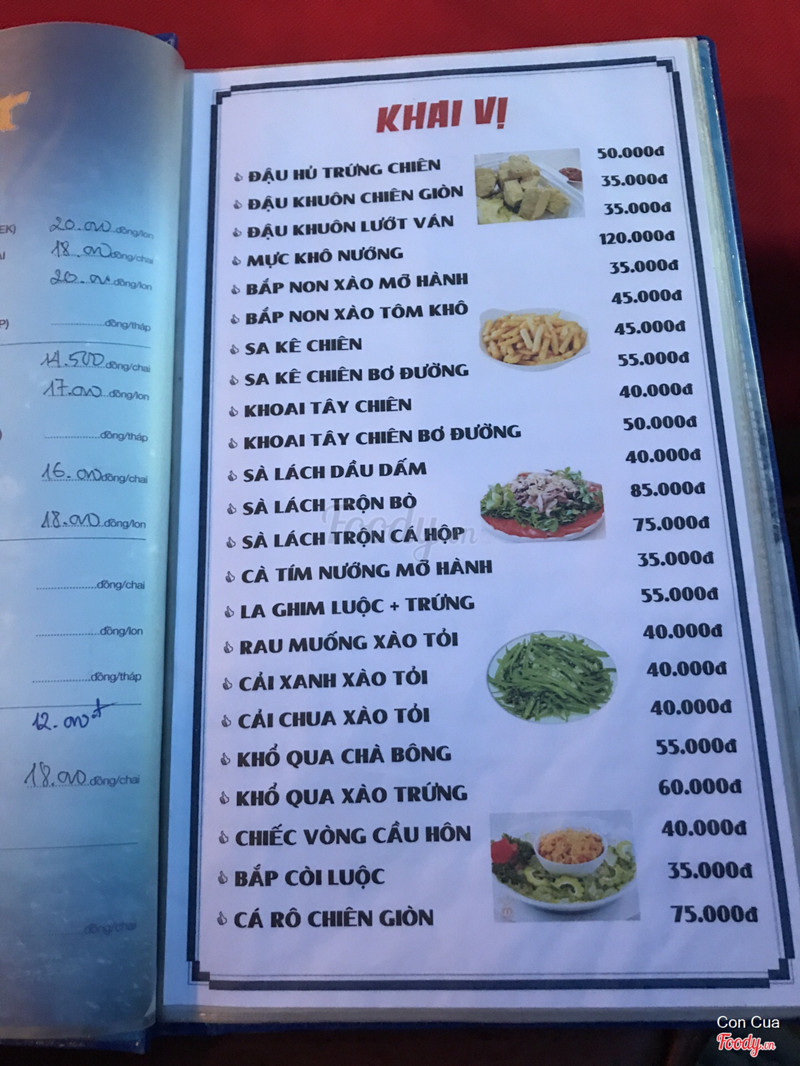 EK) 20.000 đồng/lon
18.000 đồng/chai
20.000 đồng/lon
đồng/tháp
14.500 đồng/chai
17.000 đồng/lon
đồng/tháp
16.000 đồng/chai
18.000 đồng/lon
đồng/chai
đồng/lon
đồng/tháp
12.000đ
18.000 đồng/chai
đồng/chai
KHAI VỊ
ĐẬU HỦ TRỨNG CHIÊN 50.000đ
ĐẬU KHUÔN CHIÊN GIÒN 35.000đ
ĐẬU KHUÔN LƯỚT VÁN 35.000đ
MỰC KHÔ NƯỚNG 120.000đ
BẮP NON XÀO MỠ HÀNH 35.000đ
BẮP NON XÀO TÔM KHÔ 45.000đ
SA KÊ CHIÊN 45.000đ
SA KÊ CHIÊN BƠ ĐƯỜNG 55.000đ
KHOAI TÂY CHIÊN 40.000đ
KHOAI TÂY CHIÊN BƠ ĐƯỜNG 50.000đ
SÀ LÁCH DẦU DẤM 40.000đ
SÀ LÁCH TRỘN BÒ 85.000đ
SÀ LÁCH TRỘN CÁ HỘP 75.000đ
CÀ TÍM NƯỚNG MỠ HÀNH 35.000đ
LA GHIM LUỘC + TRỨNG 55.000đ
RAU MUỐNG XÀO TỎI 40.000đ
CẢI XANH XÀO TỎI 40.000đ
CẢI CHUA XÀO TỎI 40.000đ
KHỔ QUA CHÀ BÔNG 55.000đ
KHỔ QUA XÀO TRỨNG 60.000đ
CHIẾC VÒNG CẦU HÔN 40.000đ
BẮP CÒI LUỘC 35.000đ
CÁ RÔ CHIÊN GIÒN 75.000đ
Foody.vn
Con Cua
Foody.vn